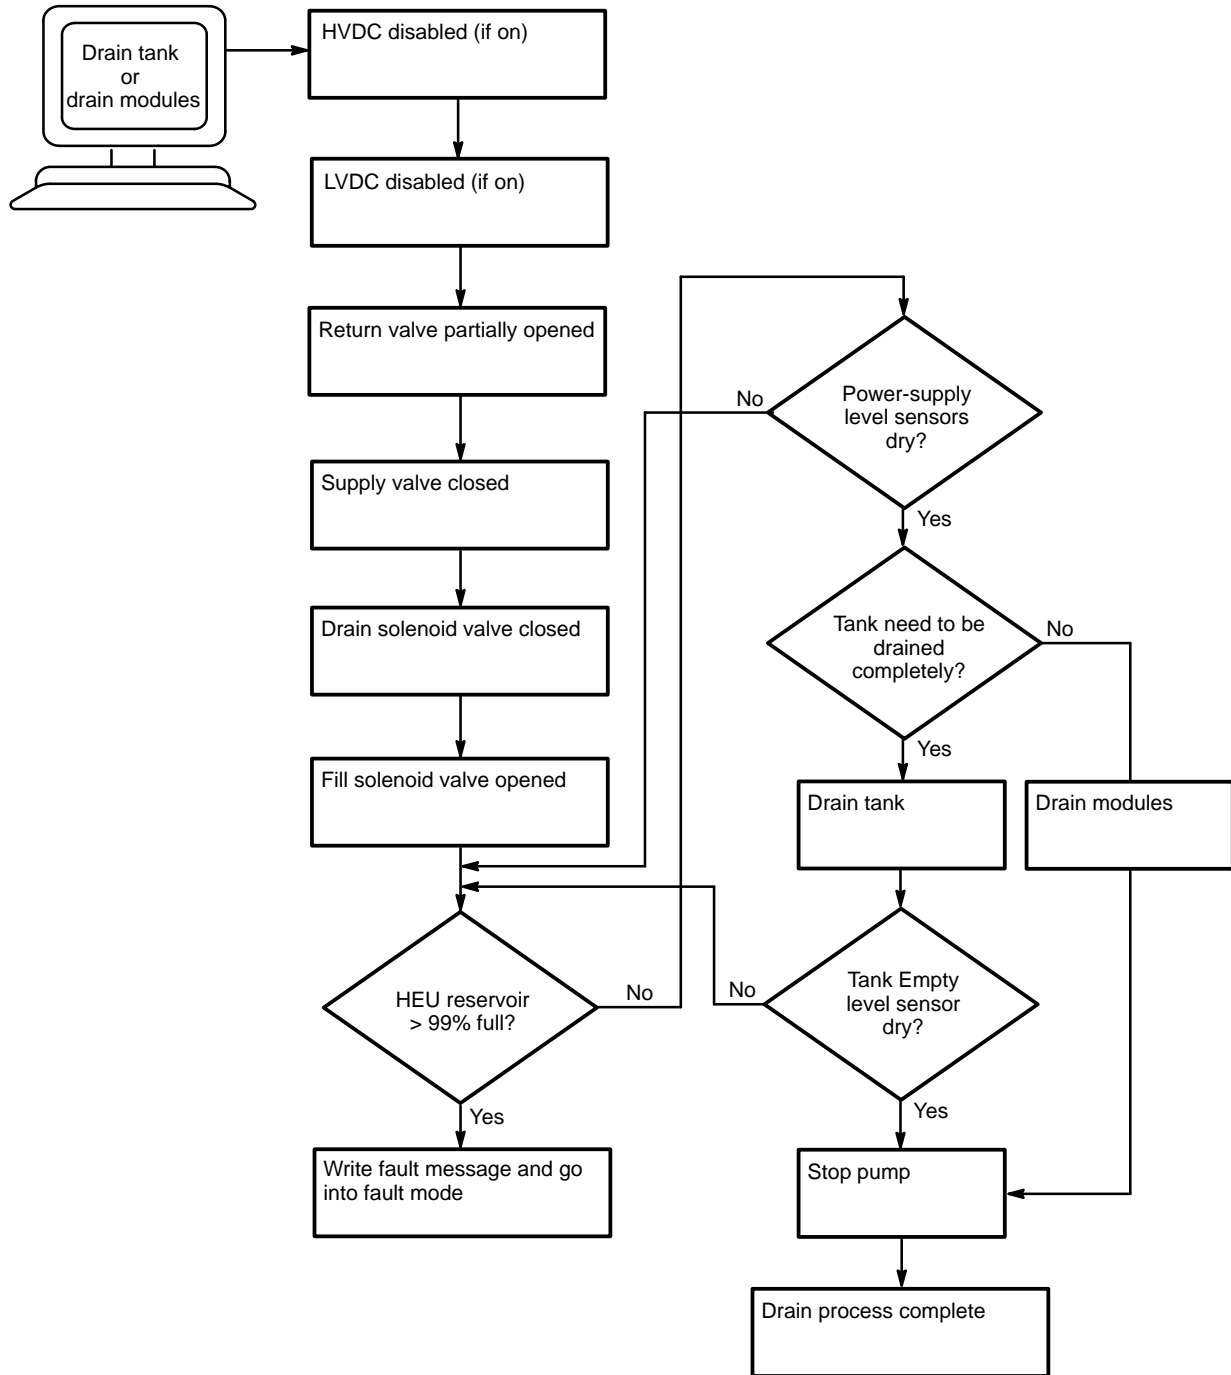 Drain tank
or
drain modules
HVDC disabled (if on)
LVDC disabled (if on)
Return valve partially opened
Supply valve closed
Drain solenoid valve closed
Fill solenoid valve opened
HEU reservoir
> 99% full?
No
Yes
Write fault message and go
into fault mode
Power-supply
level sensors
dry?
No
Yes
Tank need to be
drained
completely?
No
Yes
Drain tank
Drain modules
Tank Empty
level sensor
dry?
No
Yes
Stop pump
Drain process complete